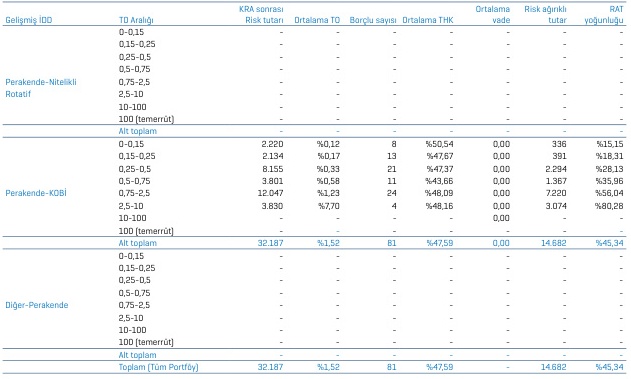 KRA sonrası Ortalama Risk ağırıklı RAT
Gelişmiş İDD TO Aralığı Risk tutarı Ortalama TO Borçlu sayısı Ortalama THK vade tutar yoğunluğu
0-0,15 - - - - - - -
0,15-0,25 - - - - - - -
0,25-0,5 - - - - - - -
0,5-0,75 - - - - - - -
Perakende-Nitelikli 0,75-2,5 - - - - - - -
Rotatif 2,5-10 - - - - - - -
10-100 - - - - - - -
100 (temerrüt) - - - - - - -
Alt toplam - - - - - - -
0-0,15 2.220 %0,12 8 %50,54 0,00 336 %15,15
0,15-0,25 2.134 %0,17 13 %47,67 0,00 391 %18,31
0,25-0,5 8.155 %0,33 21 %47,37 0,00 2.294 %28,13
0,5-0,75 3.801 %0,58 11 %43,66 0,00 1.367 %35,96
Perakende-KOBİ 0,75-2,5 12.047 %1,23 24 %48,09 0,00 7.220 %56,04
2,5-10 3.830 %7,70 4 %48,16 0,00 3.074 %80,28
10-100 - - - - 0,00 - -
100 (temerrüt) - - - - - -
Alt toplam 32.187 %1,52 81 %47,59 0,00 14.682 %45,34
0-0,15 - - - - - - -
0,15-0,25 - - - - - - -
0,25-0,5 - - - - - - -
0,5-0,75 - - - - - - -
Diğer-Perakende 0,75-2,5 - - - - - - -
2,5-10 - - - - - - -
10-100 - - - - - - -
100 (temerrüt) - - - - - - -
Alt toplam - - - - - - -
Toplam (Tüm Portföy) 32.187 %1,52 81 %47,59 - 14.682 %45,34